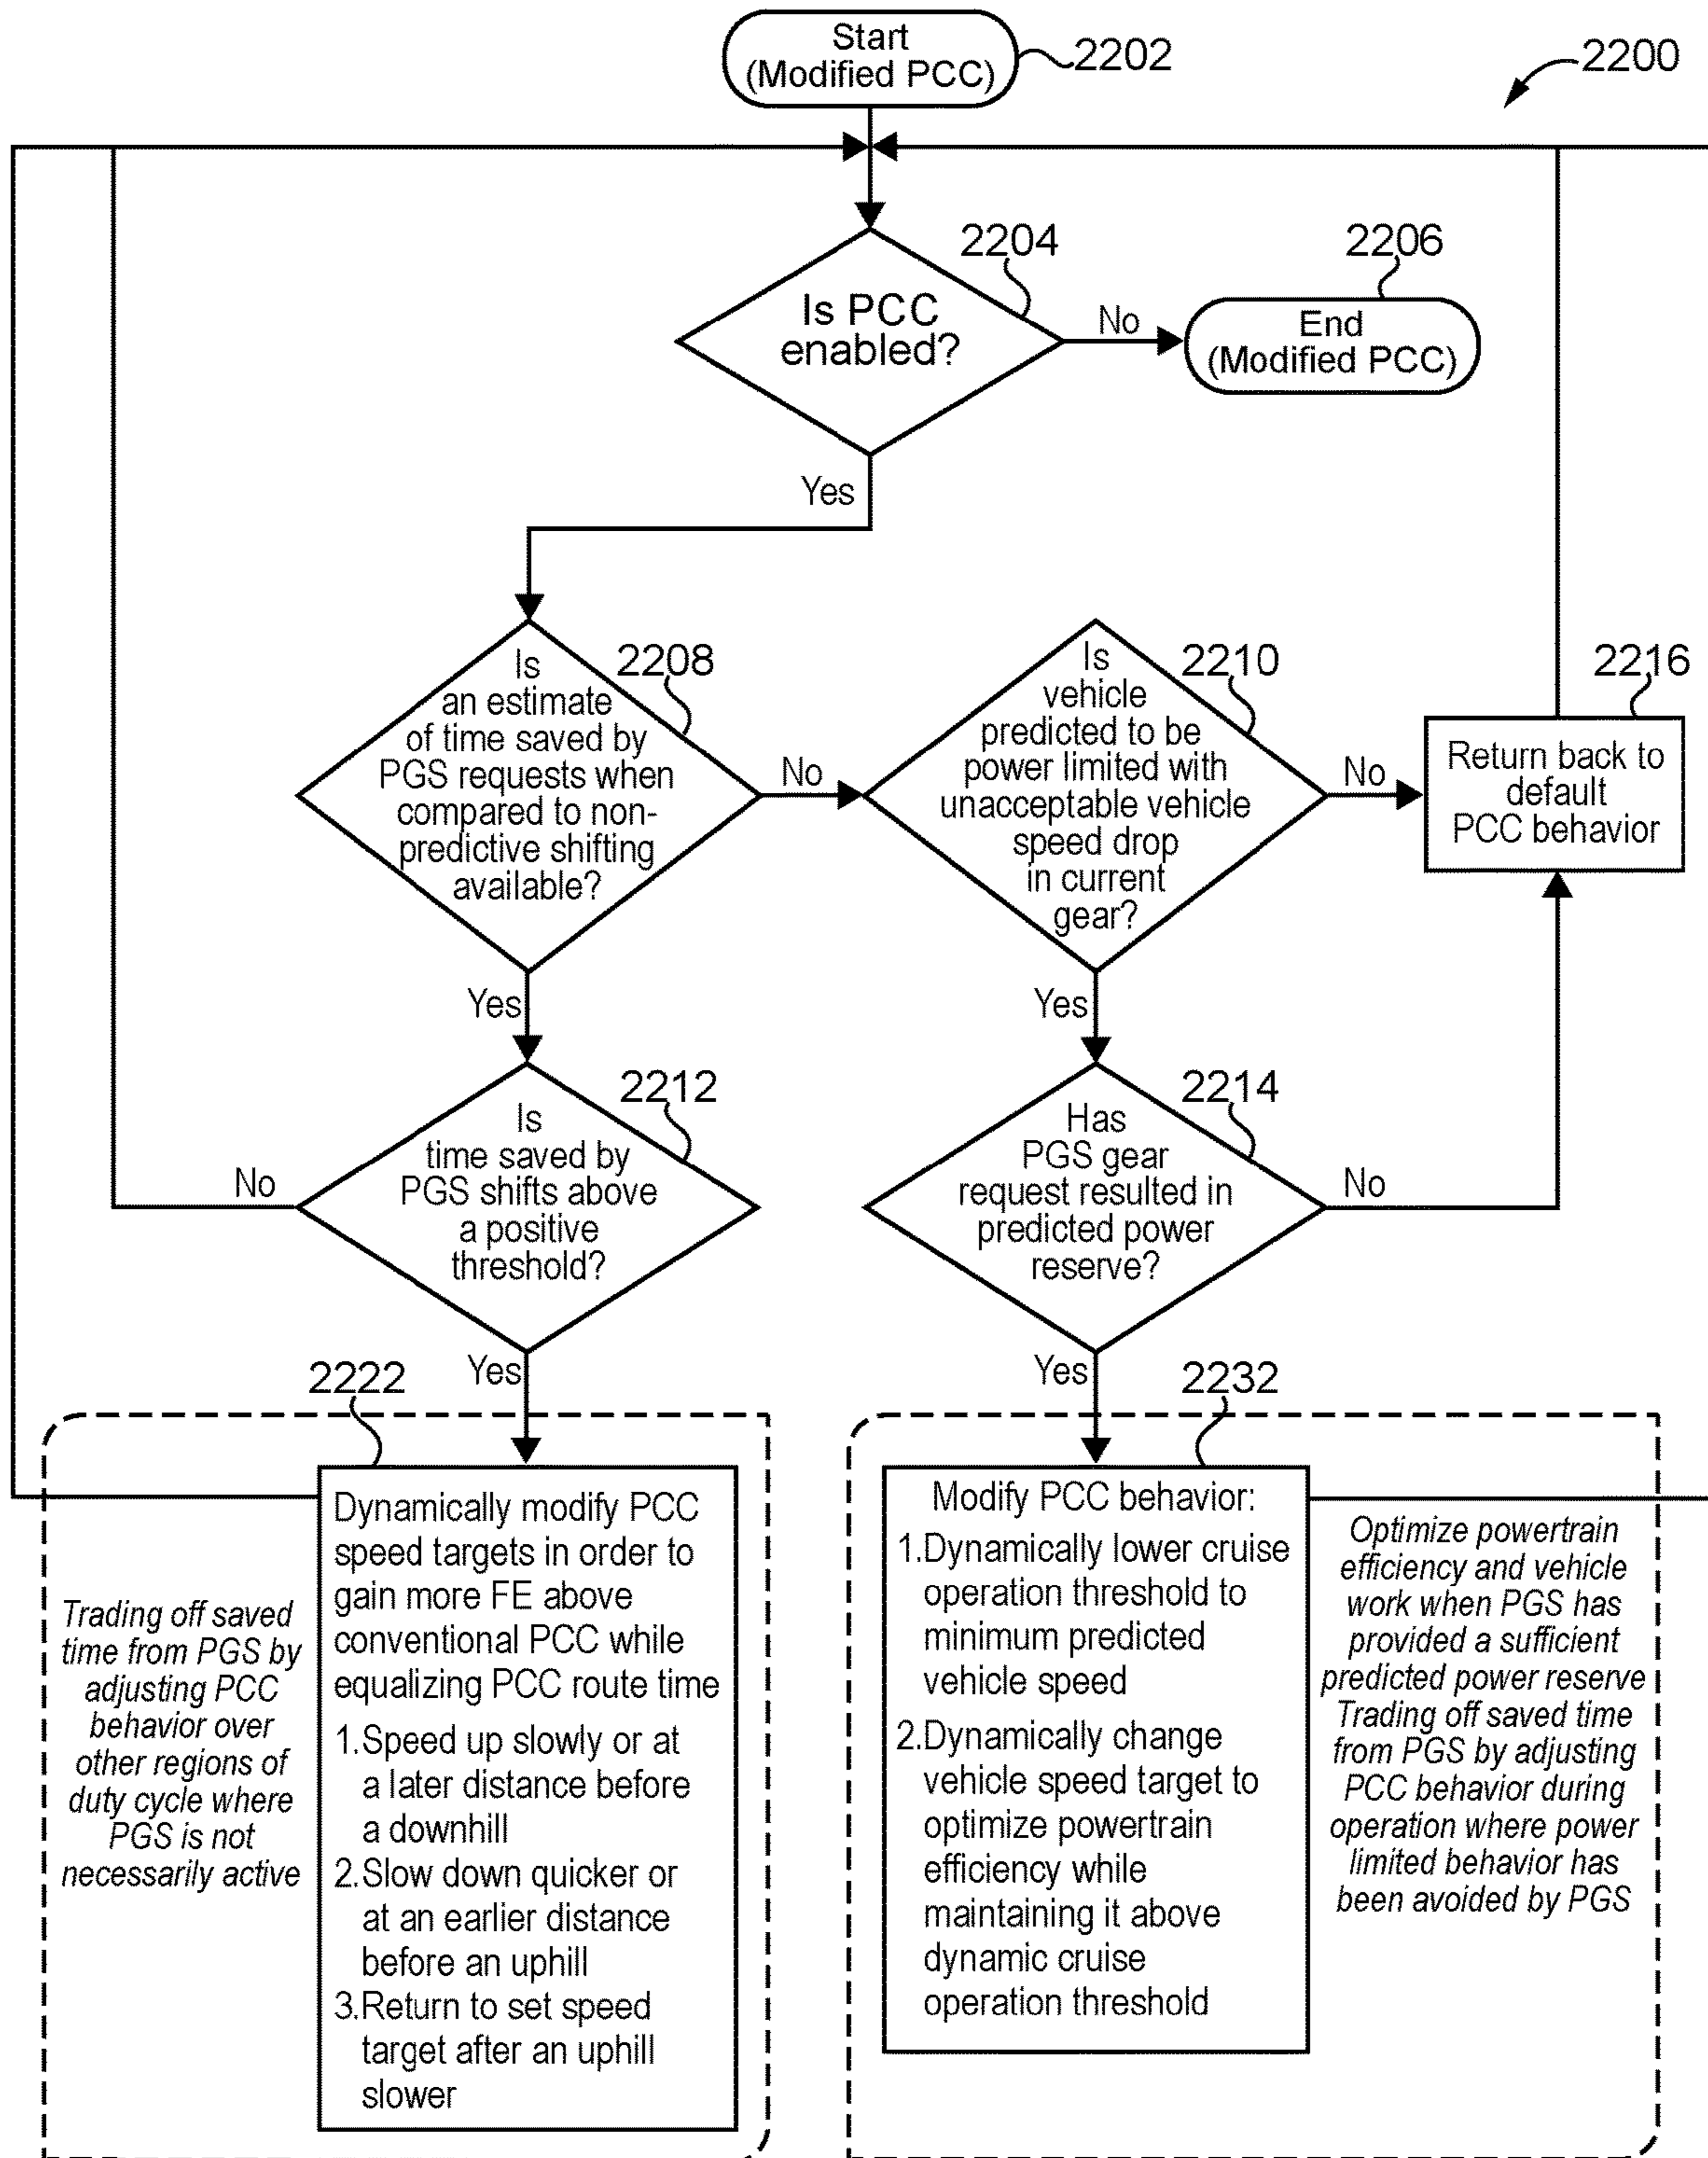 Start
(Modified PCC)
2202
2200
2204
2206
Is PCC
enabled?
No
End
(Modified PCC)
Yes
2208
Is
an estimate
of time saved by
PGS requests when
compared to non-
predictive shifting
available?
No
2210
Is
vehicle
predicted to be
power limited with
unacceptable vehicle
speed drop
in current
gear?
No
2216
Return back to
default
PCC behavior
Yes
Yes
2212
Is
time saved by
PGS shifts above
a positive
threshold?
No
2214
Has
PGS gear
request resulted in
predicted power
reserve?
No
Yes
Yes
2222
2232
Trading off saved
time from PGS by
adjusting PCC
behavior over
other regions of
duty cycle where
PGS is not
necessarily active
Dynamically modify PCC
speed targets in order to
gain more FE above
conventional PCC while
equalizing PCC route time
1.Speed up slowly or at
a later distance before
a downhill
2.Slow down quicker or
at an earlier distance
before an uphill
3.Return to set speed
target after an uphill
slower
Modify PCC behavior:
1.Dynamically lower cruise
operation threshold to
minimum predicted
vehicle speed
2.Dynamically change
vehicle speed target to
optimize powertrain
efficiency while
maintaining it above
dynamic cruise
operation threshold
Optimize powertrain
efficiency and vehicle
work when PGS has
provided a sufficient
predicted power reserve
Trading off saved time
from PGS by adjusting
PCC behavior during
operation where power
limited behavior has
been avoided by PGS